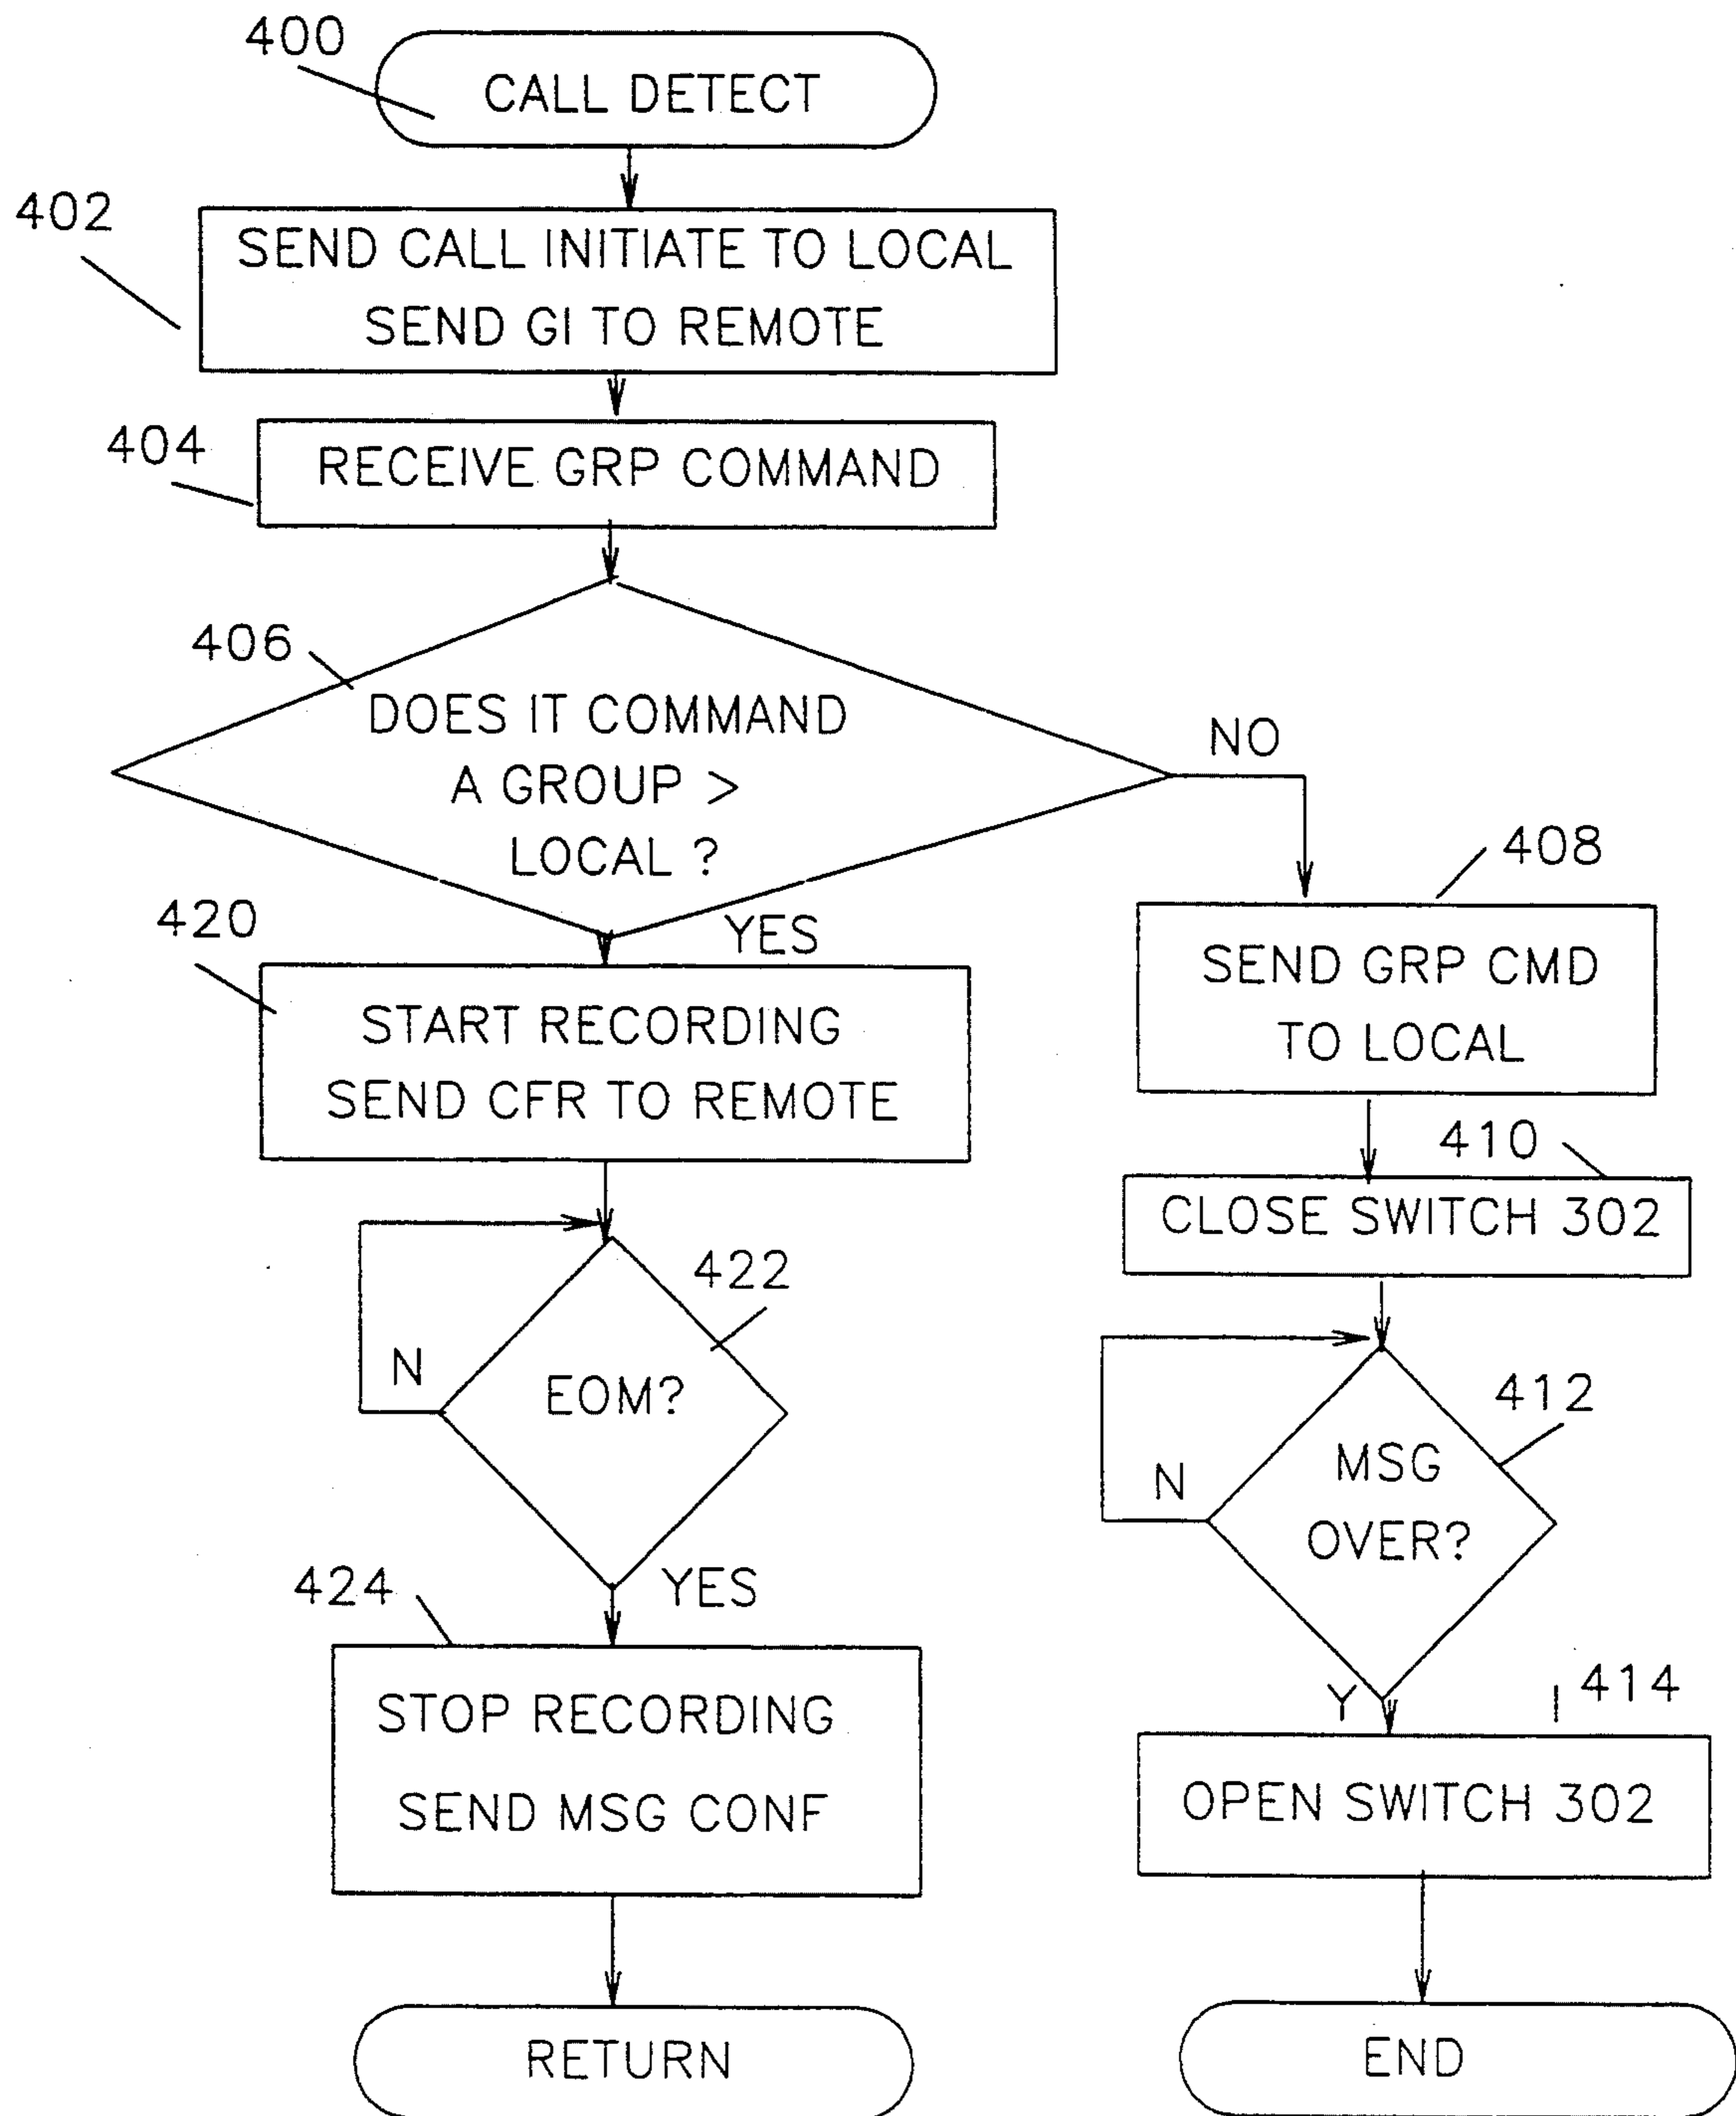 400
CALL DETECT
402
SEND CALL INITIATE TO LOCAL
SEND GI TO REMOTE
404
RECEIVE GRP COMMAND
406
DOES IT COMMAND
A GROUP >
LOCAL ?
NO
YES
408
SEND GRP CMD
TO LOCAL
420
START RECORDING
SEND CFR TO REMOTE
410
CLOSE SWITCH 302
422
EOM?
N
YES
412
MSG
OVER?
N
Y
424
STOP RECORDING
SEND MSG CONF
414
OPEN SWITCH 302
RETURN
END